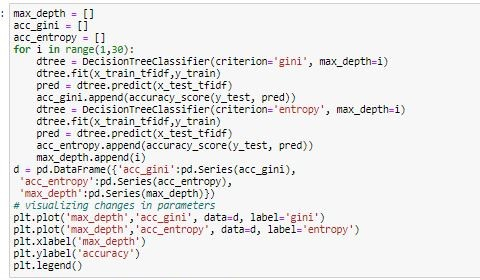 : max_depth = []
acc_gini = []
acc_entropy = []
for i in range(1,30):
    dtree = DecisionTreeClassifier(criterion='gini', max_depth=i)
    dtree.fit(x_train_tfidf,y_train)
    pred = dtree.predict(x_test_tfidf)
    acc_gini.append(accuracy_score(y_test, pred))
    dtree = DecisionTreeClassifier(criterion='entropy', max_depth=i)
    dtree.fit(x_train_tfidf,y_train)
    pred = dtree.predict(x_test_tfidf)
    acc_entropy.append(accuracy_score(y_test, pred))
    max_depth.append(i)
d = pd.DataFrame({'acc_gini':pd.Series(acc_gini),
 'acc_entropy':pd.Series(acc_entropy),
 'max_depth':pd.Series(max_depth)})
# visualizing changes in parameters
plt.plot('max_depth','acc_gini', data=d, label='gini')
plt.plot('max_depth','acc_entropy', data=d, label='entropy')
plt.xlabel('max_depth')
plt.ylabel('accuracy')
plt.legend()